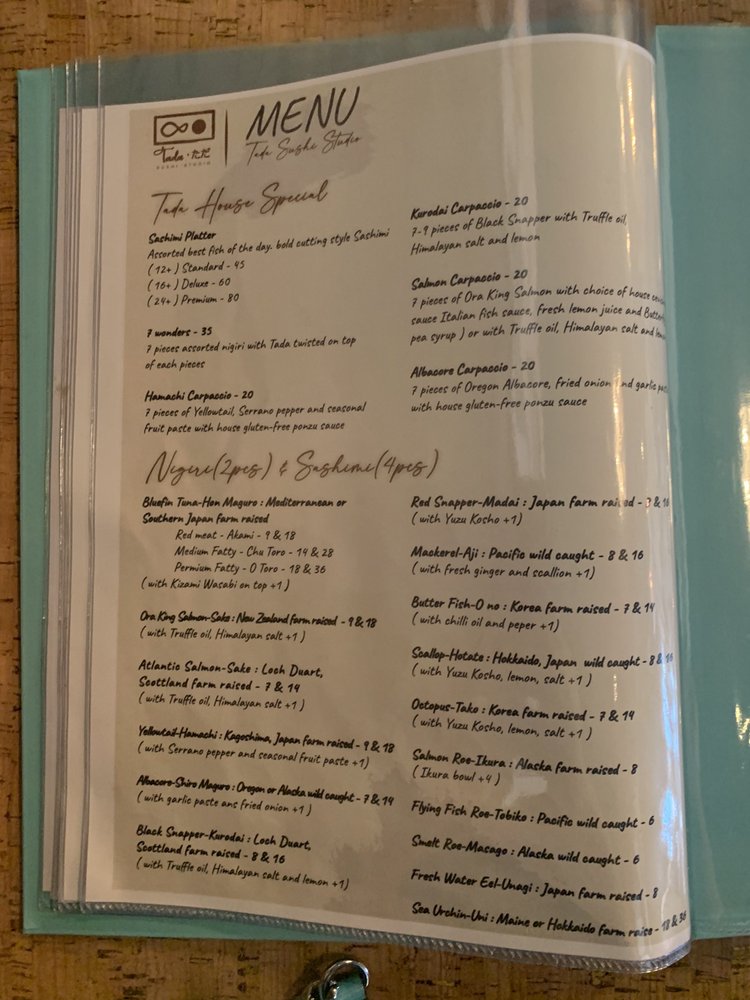 Tada・ただ
SUSHI STUDIO
MENU
Tada Sushi Studio
Tada House Special
Sashimi Platter
Assorted best fish of the day. bold cutting style Sashimi
( 12+ ) Standard - 45
( 16+ ) Deluxe - 60
( 24+ ) Premium - 80
7 wonders - 35
7 pieces assorted nigiri with Tada twisted on top
of each pieces
Hamachi Carpaccio - 20
7 pieces of Yellowtail, Serrano pepper and seasonal
fruit paste with house gluten-free ponzu sauce
Kurodai Carpaccio - 20
7-9 pieces of Black Snapper with Truffle oil,
Himalayan salt and lemon
Salmon Carpaccio - 20
7 pieces of Ora King Salmon with choice of house
sauce Italian fish sauce, fresh lemon juice and
pea syrup ) or with Truffle oil, Himalayan salt and
Albacore Carpaccio - 20
7 pieces of Oregon Albacore, fried onion and garlic
with house gluten-free ponzu sauce
Nigiri(2pcs) & Sashimi(4pcs)
Bluefin Tuna-Hon Maguro : Mediterranean or
Southern Japan farm raised
Red meat - Akami - 9 & 18
Medium Fatty - Chu Toro - 14 & 28
Permium Fatty - O Toro - 18 & 36
( with Kizami Wasabi on top +1 )
Ora King Salmon-Sake : New Zealand farm raised - 9 & 18
( with Truffle oil, Himalayan salt +1 )
Atlantic Salmon-Sake : Loch Duart,
Scottland farm raised - 7 & 14
( with Truffle oil, Himalayan salt +1 )
Yellowtail-Hamachi : Kagoshima, Japan farm raised - 9 & 18
( with Serrano pepper and seasonal fruit paste +1)
Albacore-Shiro Maguro : Oregon or Alaska wild caught - 7 & 14
( with garlic paste ans fried onion +1 )
Black Snapper-Kurodai : Loch Duart,
Scottland farm raised - 8 & 16
( with Truffle oil, Himalayan salt and lemon +1)
Red Snapper-Madai : Japan farm raised - & 16
( with Yuzu Kosho +1)
Mackerel-Aji : Pacific wild caught - 8 & 16
( with fresh ginger and scallion +1)
Butter Fish-O no : Korea farm raised - 7 & 14
( with chilli oil and peper +1)
Scallop-Hotate : Hokkaido, Japan wild caught - 8 & 16
( with Yuzu Kosho, lemon, salt +1 )
Octopus-Tako : Korea farm raised - 7 & 14
( with Yuzu Kosho, lemon, salt +1 )
Salmon Roe-Ikura : Alaska farm raised - 8
( Ikura bowl +4 )
Flying Fish Roe-Tobiko : Pacific wild caught - 6
Smelt Roe-Masago : Alaska wild caught - 6
Fresh Water Eel-Unagi : Japan farm raised - 8
Sea Urchin-Uni : Maine or Hokkaido farm raise - 18 & 36